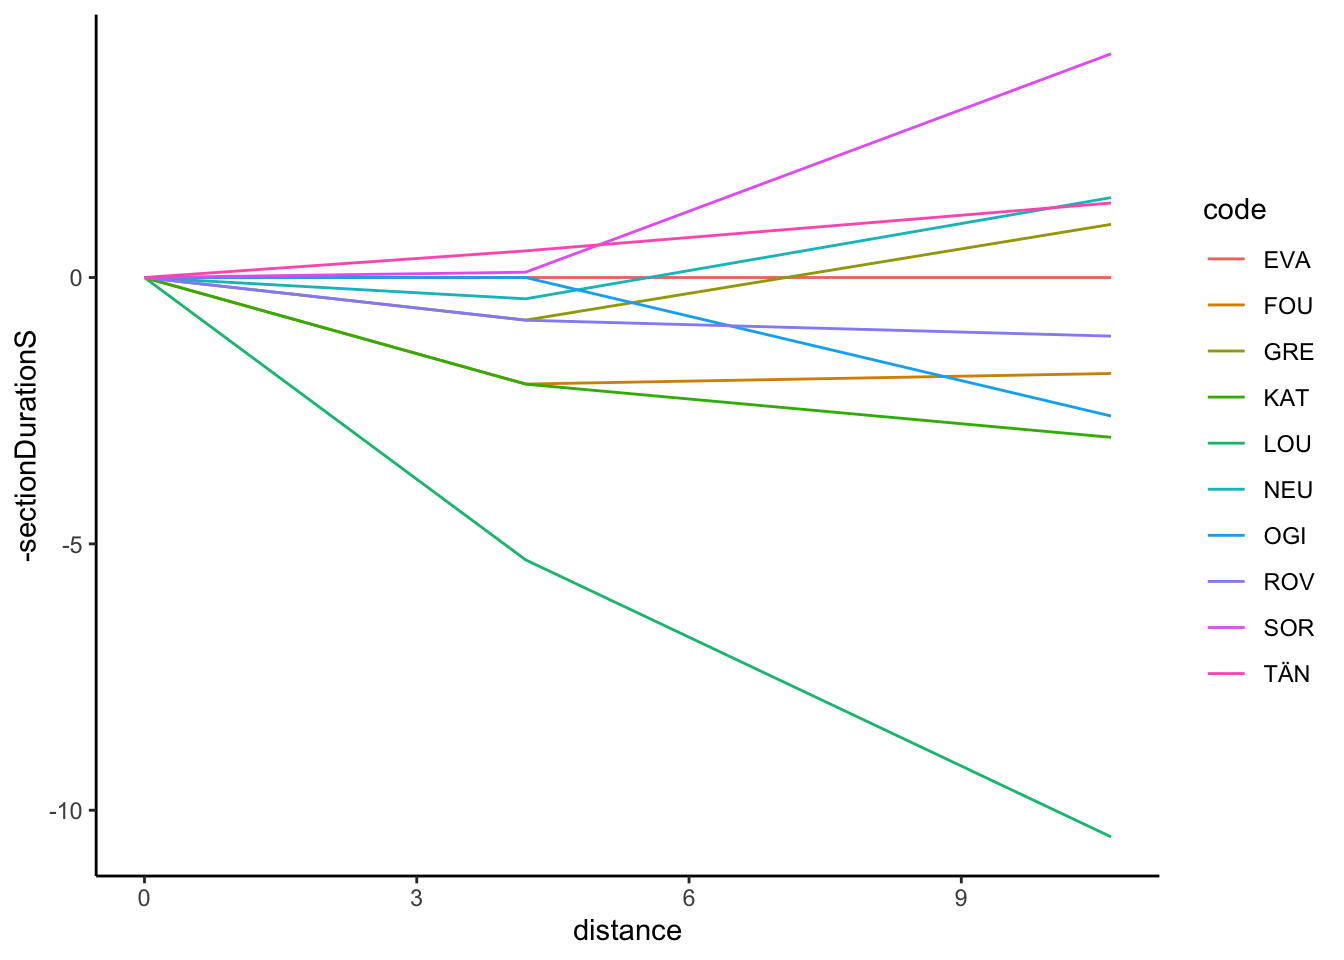 0
-5
-10
-sectionDurationS
0 3 6 9
distance
code
EVA
FOU
GRE
KAT
LOU
NEU
OGI
ROV
SOR
TÄN